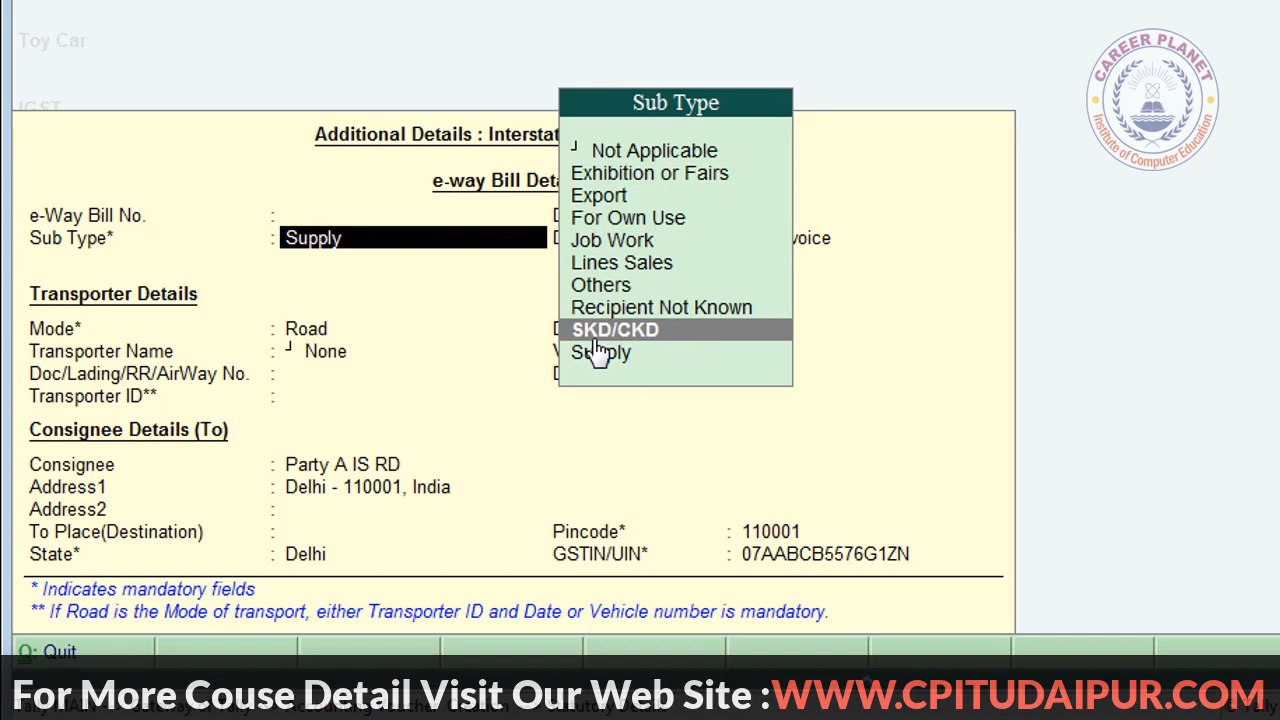 Toy Car
IGST
CAREER PLANET
Institute of Computer Education
Sub Type
Additional Details : Interstat
┘ Not Applicable
Exhibition or Fairs
e-way Bill Deta
Export
e-Way Bill No. :
For Own Use
Sub Type* : Supply
Job Work
voice
Lines Sales
Others
Transporter Details
Recipient Not Known
Mode* : Road
SKD/CKD
Transporter Name : ┘ None
Supply
Doc/Lading/RR/AirWay No. :
Transporter ID** :
Consignee Details (To)
Consignee : Party A IS RD
Address1 : Delhi - 110001, India
Address2 :
To Place(Destination) : Pincode* : 110001
State* : Delhi GSTIN/UIN* : 07AABCB5576G1ZN
* Indicates mandatory fields
** If Road is the Mode of transport, either Transporter ID and Date or Vehicle number is mandatory.
Q: Quit
For More Couse Detail Visit Our Web Site : WWW.CPITUDAIPUR.COM